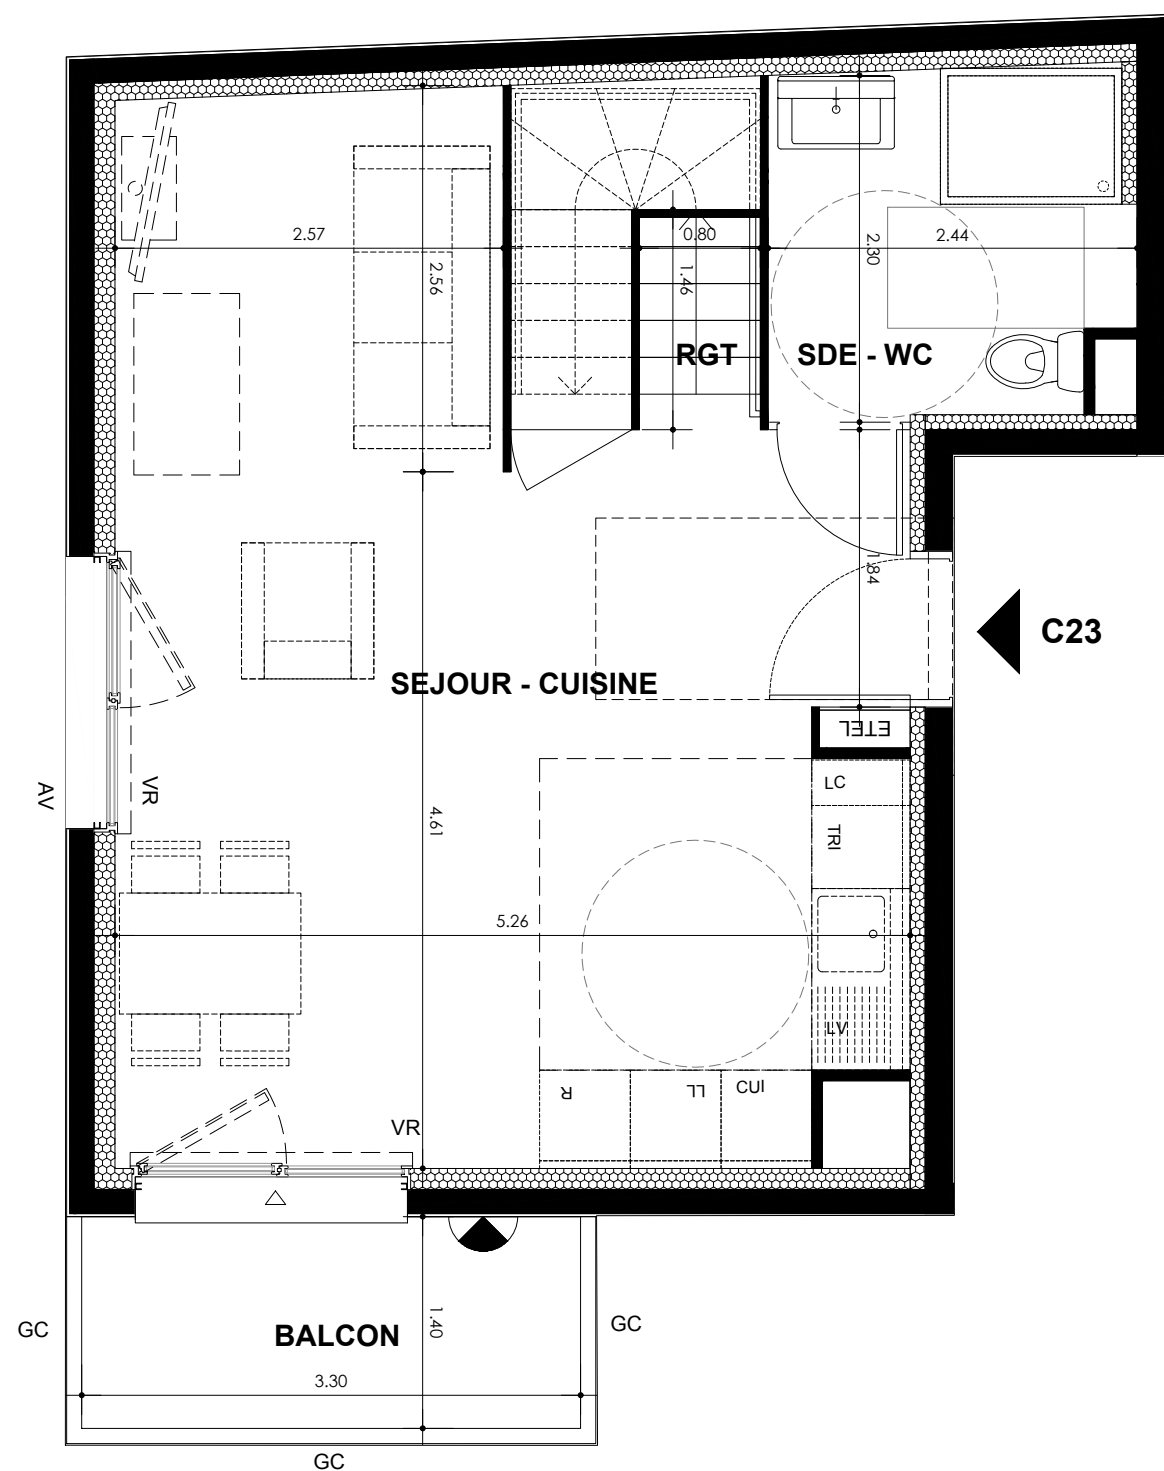 2.57
2.56
0.80
1.46
2.30
2.44
RGT
SDE - WC
1.84
C23
SEJOUR - CUISINE
ETEL
AV
VR
LC
TRI
4.61
5.26
LV
R
LL
CUI
VR
GC
BALCON
1.40
GC
3.30
GC